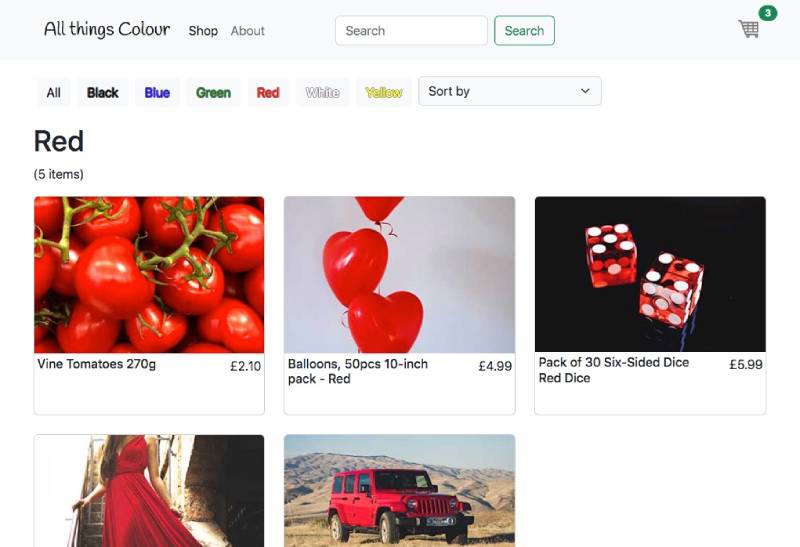 All things Colour Shop About Search Search 3
All Black Blue Green Red White Yellow Sort by
Red
(5 items)
Vine Tomatoes 270g £2.10
Balloons, 50pcs 10-inch
pack - Red £4.99
Pack of 30 Six-Sided Dice
Red Dice £5.99